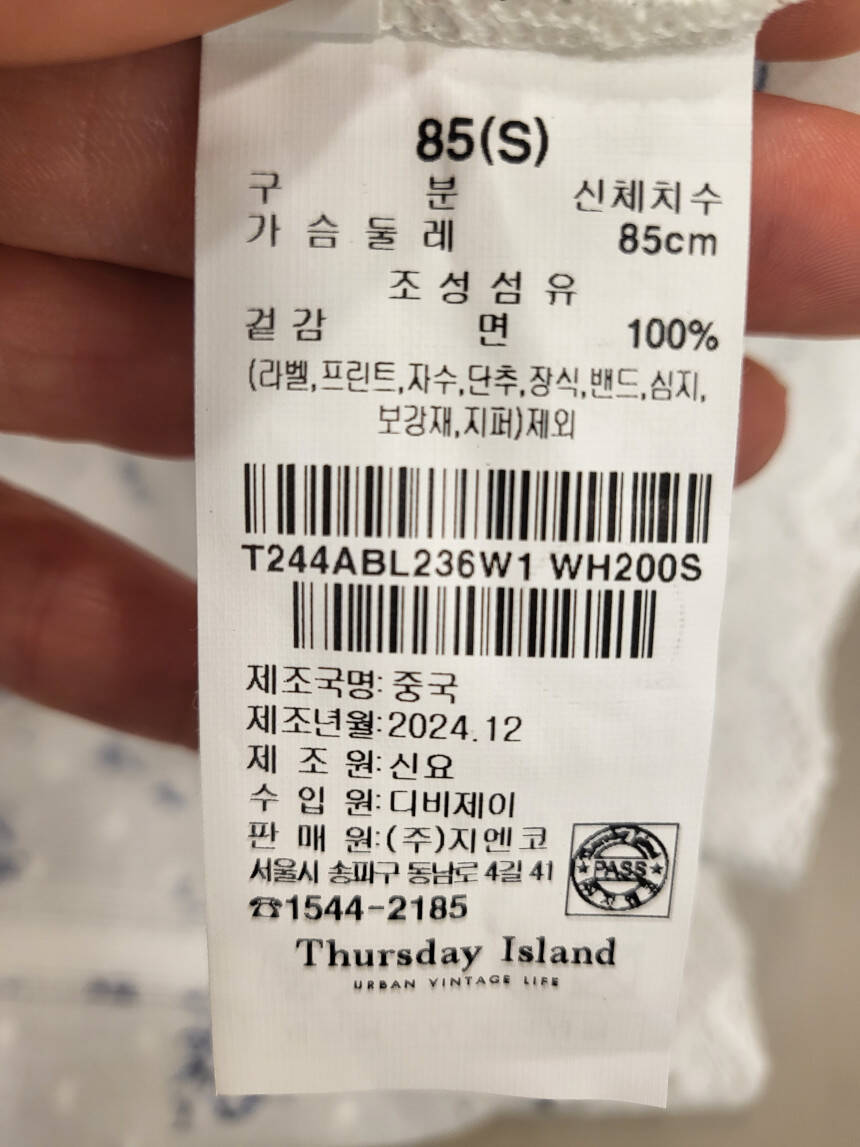 85(S)
구 분 신체치수
가 슴 둘 레 85cm
조 성 섬 유
겉 감 면 100%
(라벨,프린트,자수,단추,장식,밴드,심지,
보강재,지퍼)제외
T244ABL236W1 WH200S
제조국명: 중국
제조년월:2024.12
제 조 원:신요
수 입 원:디비제이
판 매 원:(주)지엔코
서울시 송파구 동남로 4길 41
☎1544-2185
PASS
Thursday Island
URBAN VINTAGE LIFE